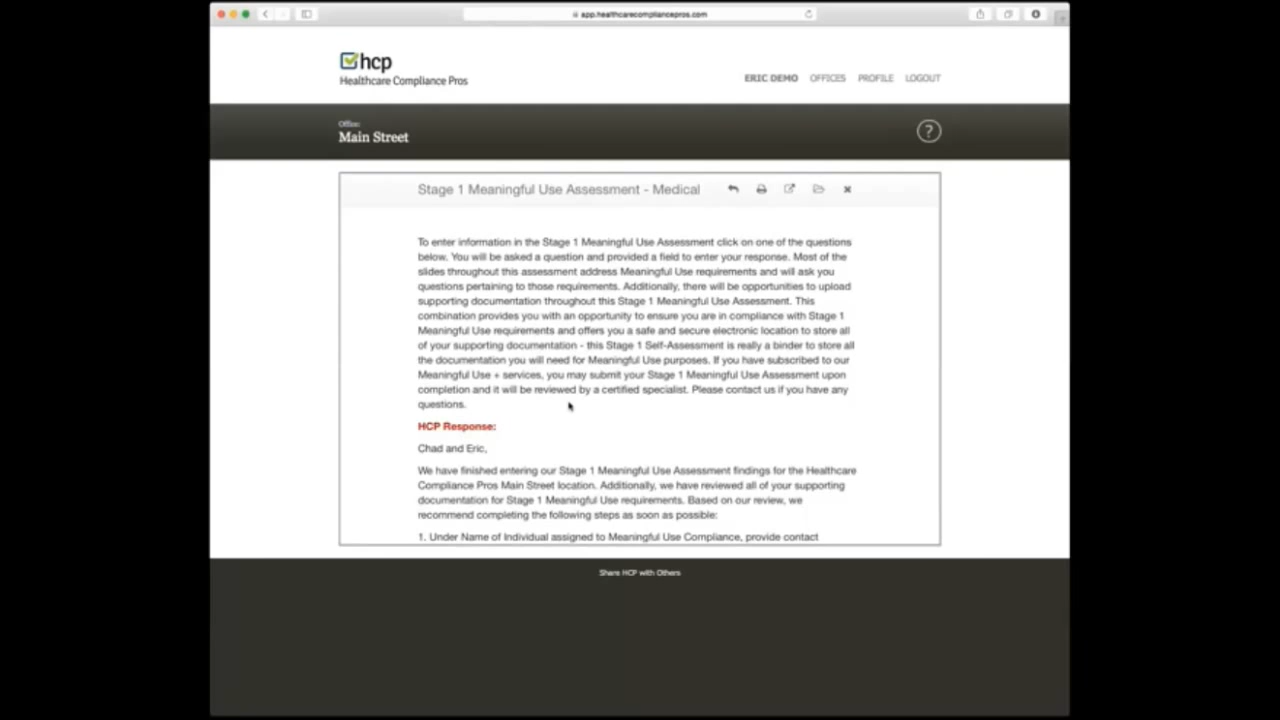 app.healthcarecompliancepros.com
hcp
Healthcare Compliance Pros
ERIC DEMO OFFICES PROFILE LOGOUT
Office:
Main Street
?
Stage 1 Meaningful Use Assessment - Medical
To enter information in the Stage 1 Meaningful Use Assessment click on one of the questions
below. You will be asked a question and provided a field to enter your response. Most of the
slides throughout this assessment address Meaningful Use requirements and will ask you
questions pertaining to those requirements. Additionally, there will be opportunities to upload
supporting documentation throughout this Stage 1 Meaningful Use Assessment. This
combination provides you with an opportunity to ensure you are in compliance with Stage 1
Meaningful Use requirements and offers you a safe and secure electronic location to store all
of your supporting documentation - this Stage 1 Self-Assessment is really a binder to store all
the documentation you will need for Meaningful Use purposes. If you have subscribed to our
Meaningful Use + services, you may submit your Stage 1 Meaningful Use Assessment upon
completion and it will be reviewed by a certified specialist. Please contact us if you have any
questions.
HCP Response:
Chad and Eric,
We have finished entering our Stage 1 Meaningful Use Assessment findings for the Healthcare
Compliance Pros Main Street location. Additionally, we have reviewed all of your supporting
documentation for Stage 1 Meaningful Use requirements. Based on our review, we
recommend completing the following steps as soon as possible:
1. Under Name of Individual assigned to Meaningful Use Compliance, provide contact
Share HCP with Others